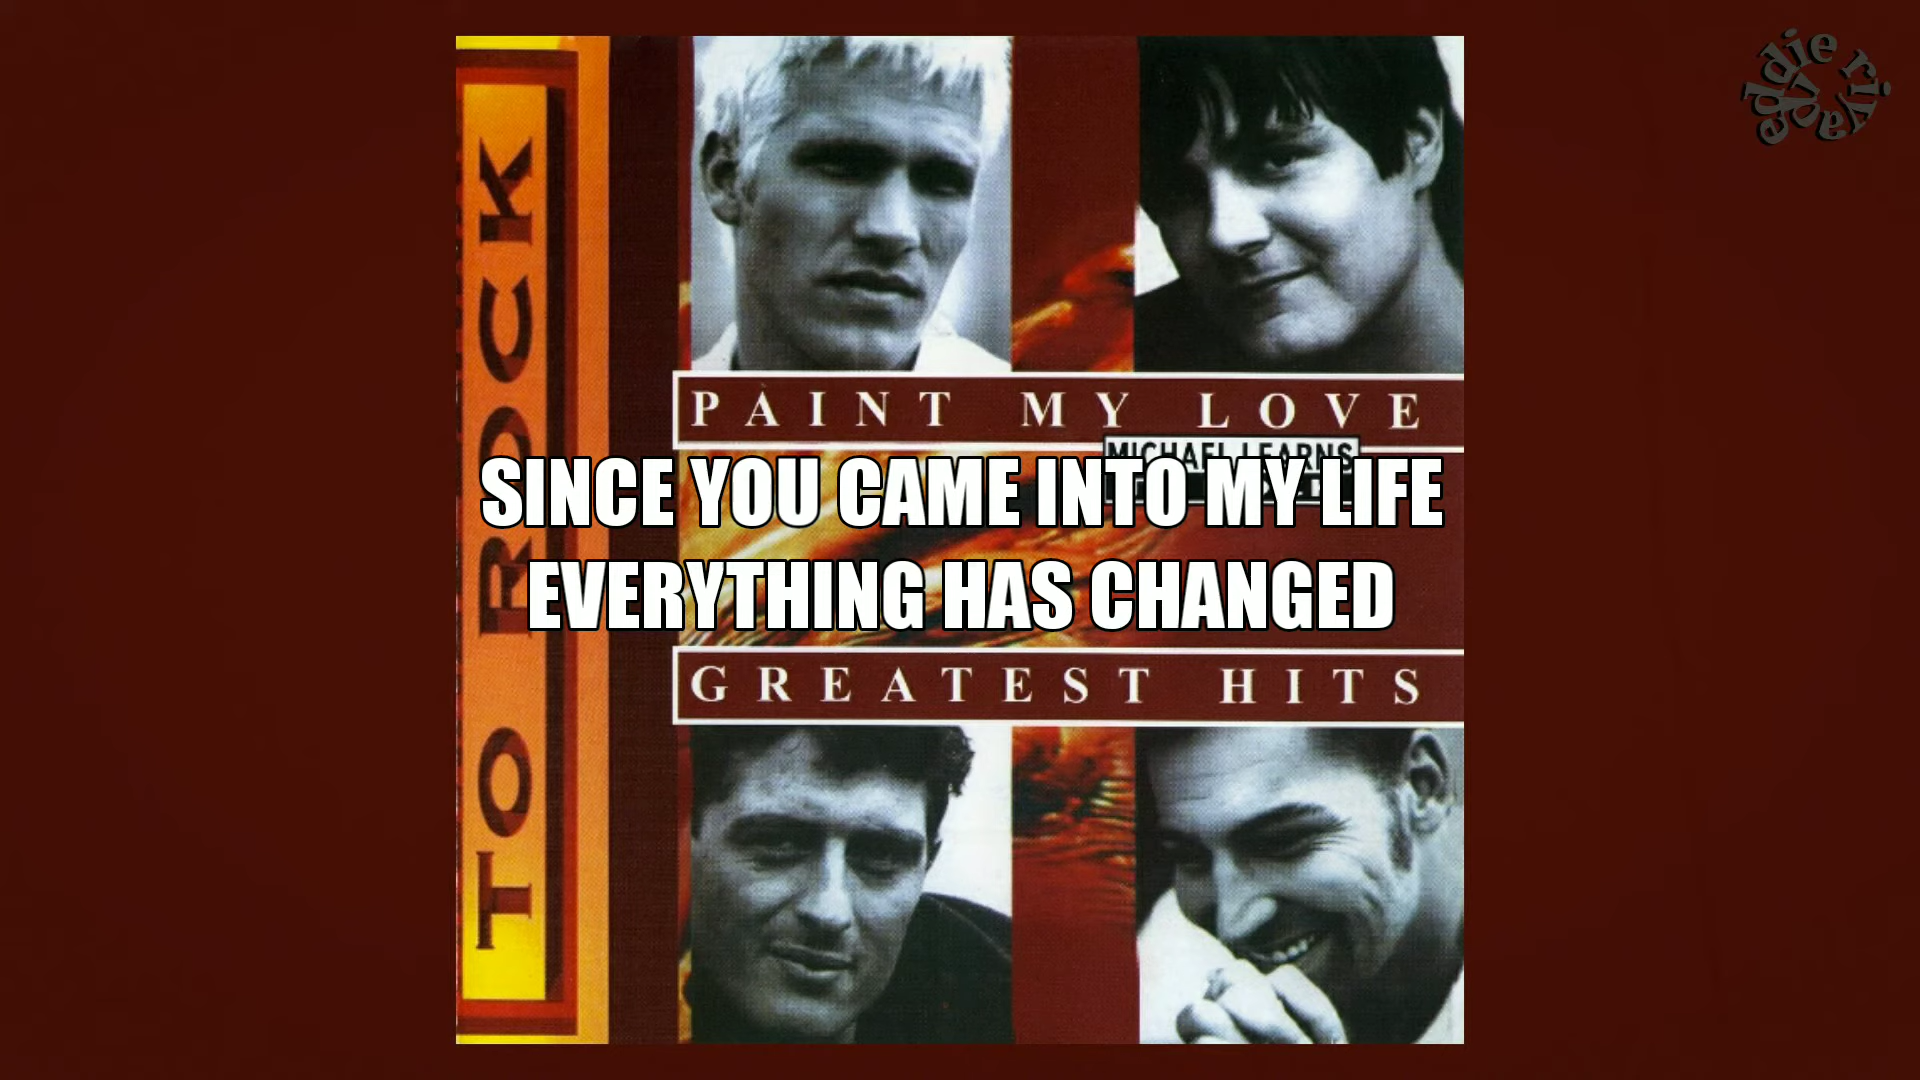 eddie rivac
TO ROCK
PAINT MY LOVE
MICHAEL LEARNS
SINCE YOU CAME INTO MY LIFE
EVERYTHING HAS CHANGED
GREATEST HITS